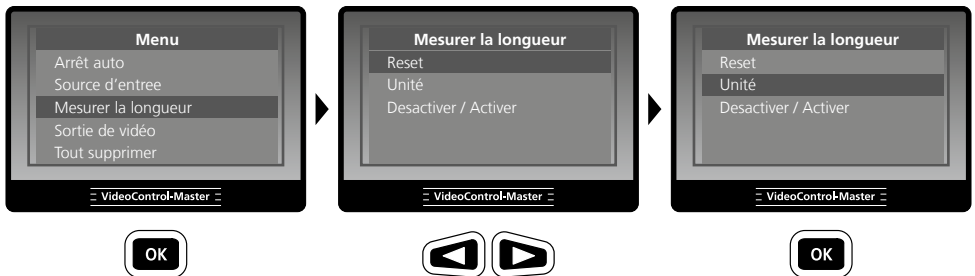 Menu
Arrêt auto
Source d'entree
Mesurer la longueur
Sortie de vidéo
Tout supprimer
VideoControl-Master
OK
Mesurer la longueur
Reset
Unité
Desactiver / Activer
VideoControl-Master
Mesurer la longueur
Reset
Unité
Desactiver / Activer
VideoControl-Master
OK